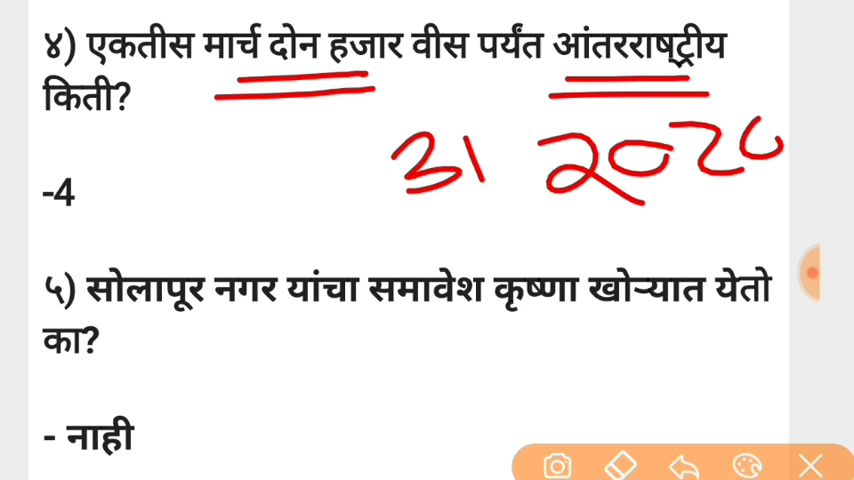 ४) एकतीस मार्च दोन हजार वीस पर्यंत आंतरराष्ट्रीय
किती?
31 2020
-4
५) सोलापूर नगर यांचा समावेश कृष्णा खोऱ्यात येतो
का?
- नाही